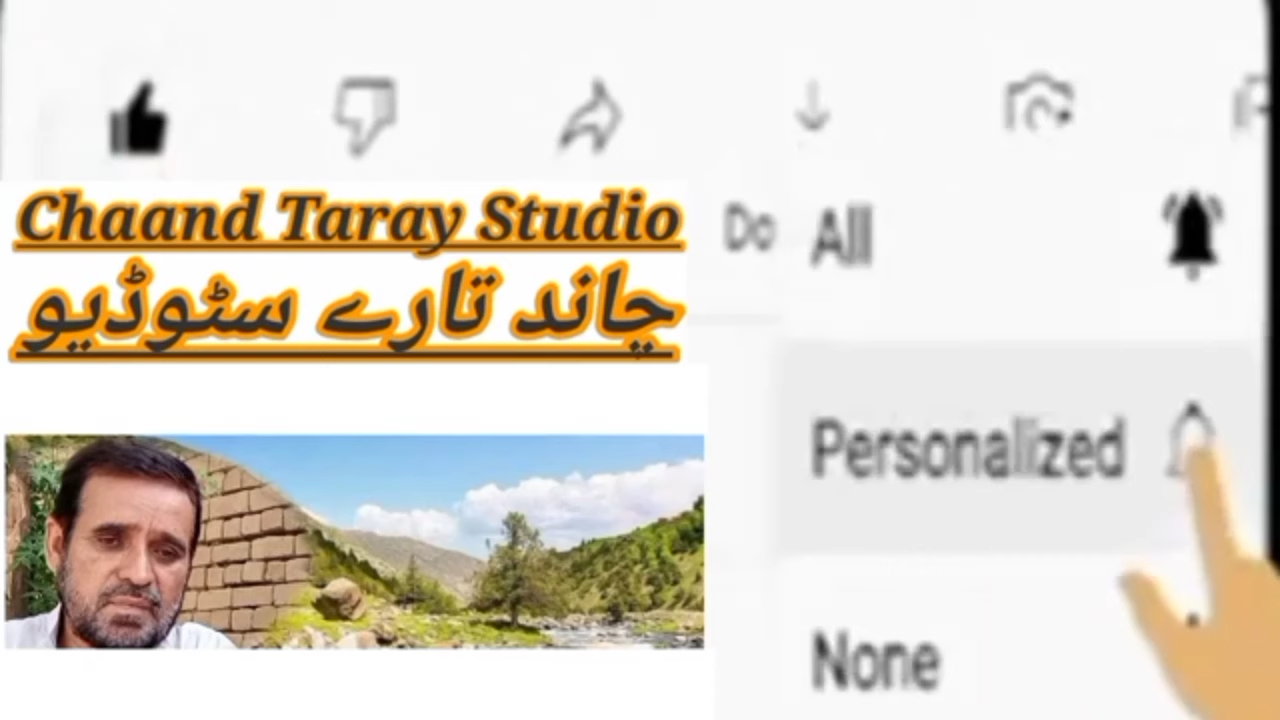 Chaand Taray Studio
چاند تارے سٹوڈیو
Do
All
Personalized
None